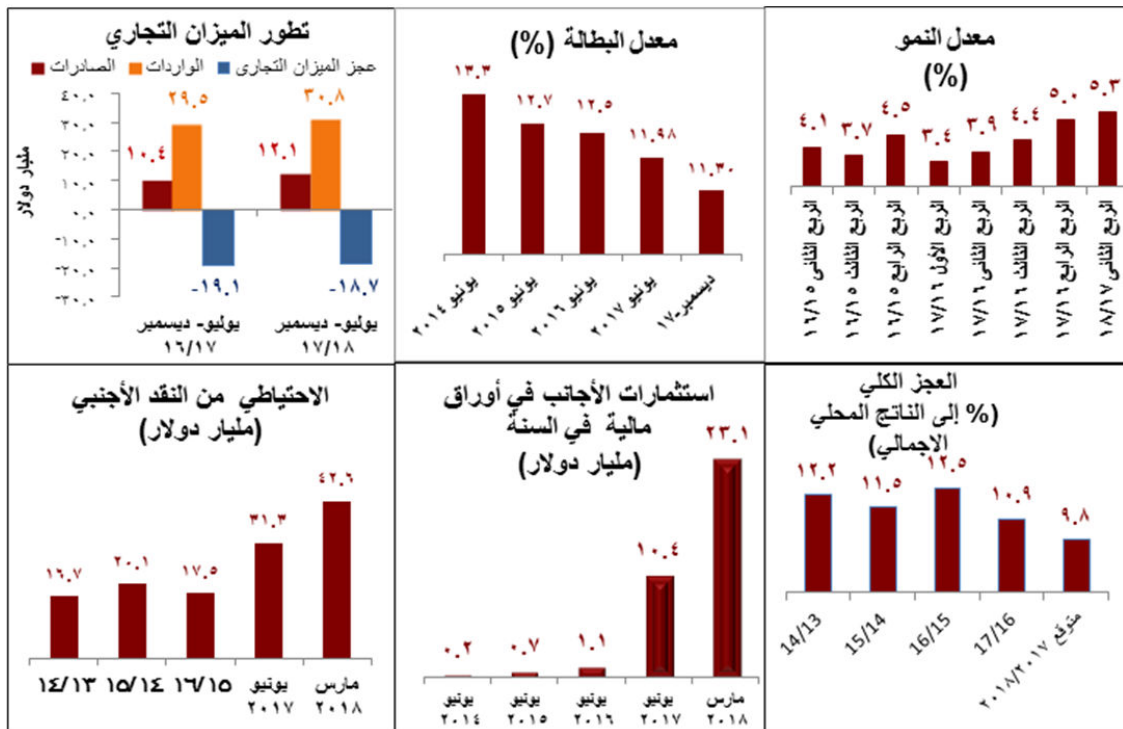 معدل النمو
(%)
٤.١
٣.٧
٤.٥
٣.٤
٣.٩
٤.٤
٥.٠
٥.٣
الربع الثانى ١٦/١٥
الربع الثالث ١٦/١٥
الربع الرابع ١٦/١٥
الربع الأول ١٧/١٦
الربع الثانى ١٧/١٦
الربع الثالث ١٧/١٦
الربع الرابع ١٧/١٦
الربع الثانى ١٨/١٧
معدل البطالة (%)
١٣.٣
١٢.٧
١٢.٥
١١.٩٨
١١.٣٠
يونيو ٢٠١٤
يونيو ٢٠١٥
يونيو ٢٠١٦
يونيو ٢٠١٧
ديسمبر-١٧
تطور الميزان التجاري
الصادرات
الواردات
عجز الميزان التجارى
مليار دولار
٤٠.٠
٣٠.٠
٢٠.٠
١٠.٠
٠.٠
-١٠.٠
-٢٠.٠
-٣٠.٠
١٠.٤
٢٩.٥
-١٩.١
١٢.١
٣٠.٨
-١٨.٧
يوليو- ديسمبر
١٦/١٧
يوليو- ديسمبر
١٧/١٨
العجز الكلي
(% إلى الناتج المحلي
الاجمالي)
١٢.٢
١١.٥
١٢.٥
١٠.٩
٩.٨
14/13
15/14
16/15
17/16
متوقع ٢٠١٨/٢٠١٧
استثمارات الأجانب في أوراق
مالية في السنة
(مليار دولار)
٠.٢
٠.٧
١.١
١٠.٤
٢٣.١
يونيو
٢٠١٤
يونيو
٢٠١٥
يونيو
٢٠١٦
يونيو
٢٠١٧
مارس
٢٠١٨
الاحتياطي من النقد الأجنبي
(مليار دولار)
١٦.٧
٢٠.١
١٧.٥
٣١.٣
٤٢.٦
١٤/١٣
١٥/١٤
١٦/١٥
يونيو
٢٠١٧
مارس
٢٠١٨